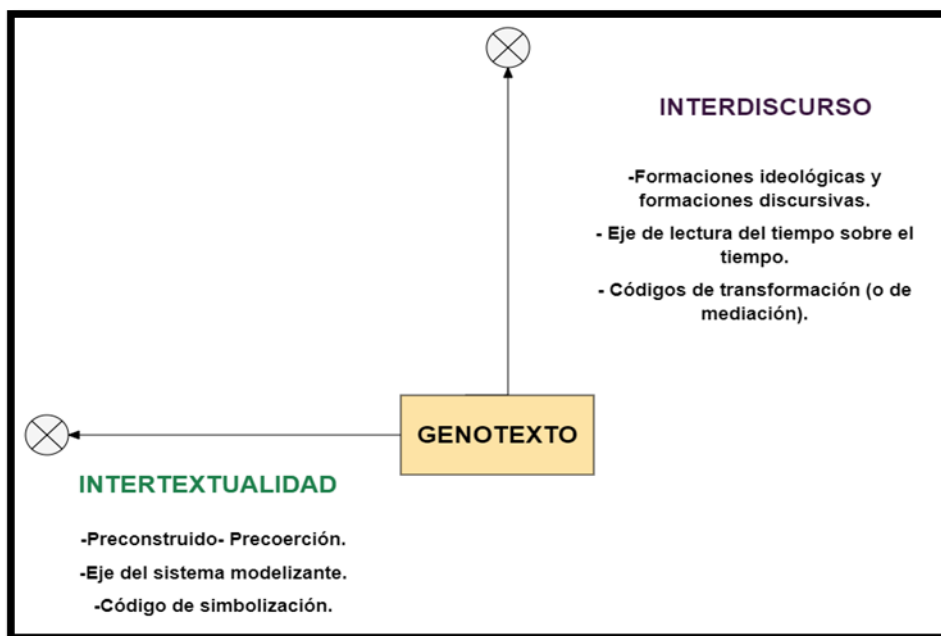 INTERDISCURSO
-Formaciones ideológicas y
formaciones discursivas.
- Eje de lectura del tiempo sobre el
tiempo.
- Códigos de transformación (o de
mediación).
GENOTEXTO
INTERTEXTUALIDAD
-Preconstruido- Precoerción.
-Eje del sistema modelizante.
-Código de simbolización.